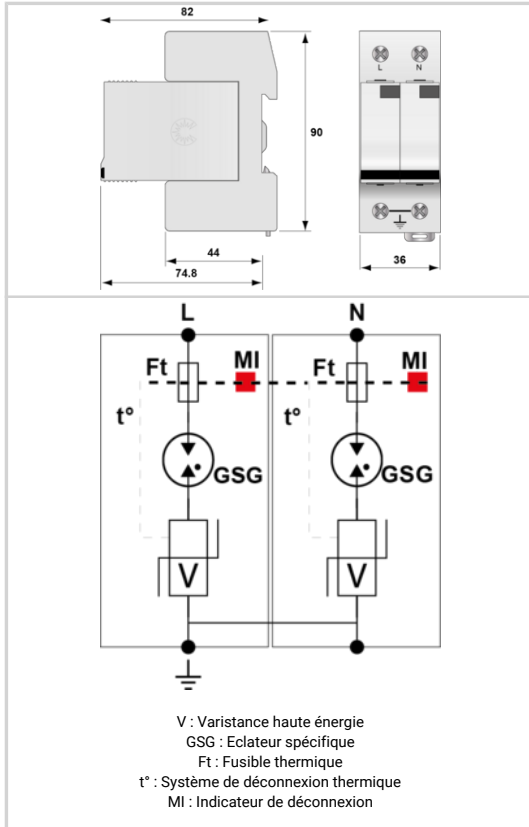 82
L N
90
44
74.8
36
L N
Ft MI Ft MI
t° t°
GSG GSG
V V
V : Varistance haute énergie
GSG : Eclateur spécifique
Ft : Fusible thermique
t° : Système de déconnexion thermique
MI : Indicateur de déconnexion